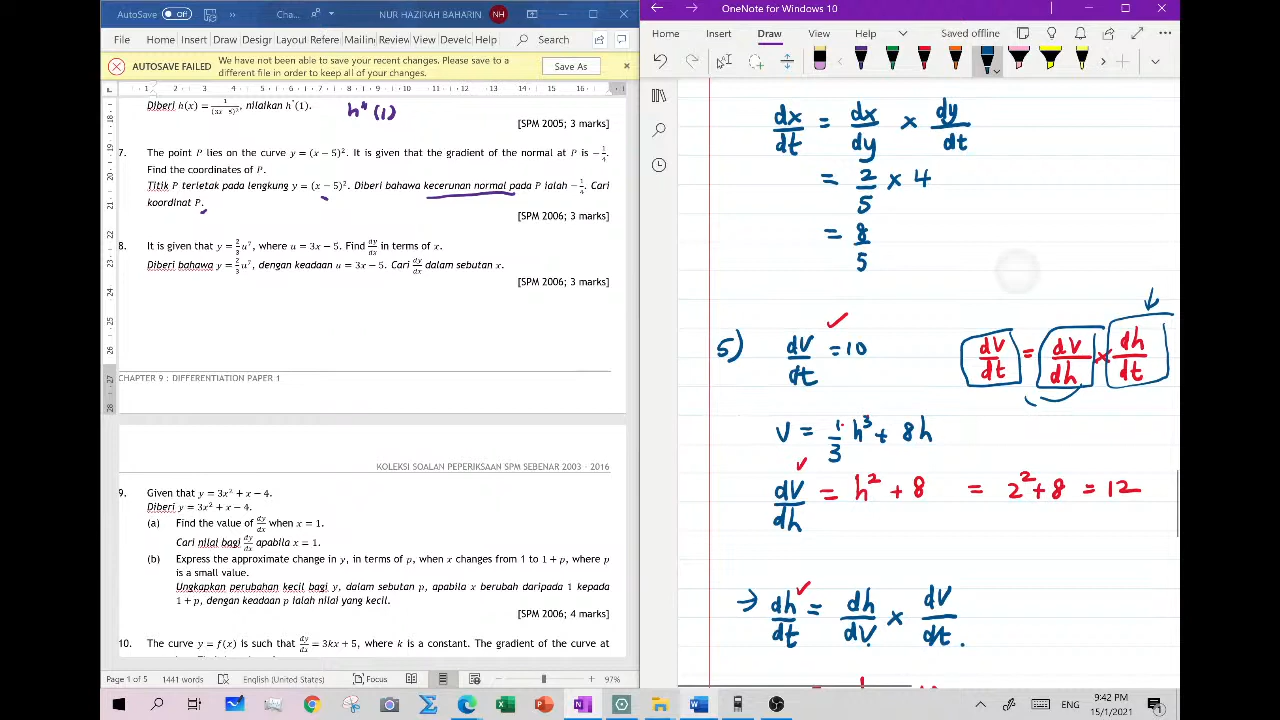 AutoSave Off Cha... NUR HAZIRAH BAHARIN NH
File Home Insert Draw Design Layout Mailin Review View Develc Help Search
AUTOSAVE FAILED We have not been able to save your recent changes. Please save to a different file in order to keep all of your changes. Save As
Diberi h(x) = 1/(3x−5)², nilaikan h"(1). h"(1)
[SPM 2005; 3 marks]
7. The point P lies on the curve y = (x − 5)². It is given that the gradient of the normal at P is −1/4.
Find the coordinates of P.
Titik P terletak pada lengkung y = (x − 5)². Diberi bahawa kecerunan normal pada P ialah −1/4. Cari
koordinat P.
[SPM 2006; 3 marks]
8. It is given that y = 2/3 u⁷, where u = 3x − 5. Find dy/dx in terms of x.
Diberi bahawa y = 2/3 u⁷, dengan keadaan u = 3x − 5. Cari dy/dx dalam sebutan x.
[SPM 2006; 3 marks]
CHAPTER 9 : DIFFERENTIATION PAPER 1
KOLEKSI SOALAN PEPERIKSAAN SPM SEBENAR 2003 - 2016
9. Given that y = 3x² + x − 4.
Diberi y = 3x² + x − 4.
(a) Find the value of dy/dx when x = 1.
Cari nilai bagi dy/dx apabila x = 1.
(b) Express the approximate change in y, in terms of p, when x changes from 1 to 1 + p, where p
is a small value.
Ungkapkan perubahan kecil bagi y, dalam sebutan p, apabila x berubah daripada 1 kepada
1 + p, dengan keadaan p ialah nilai yang kecil.
[SPM 2006; 4 marks]
10. The curve y = f(x) is such that dy/dx = 3kx + 5, where k is a constant. The gradient of the curve at
Page 1 of 5 1441 words Focus 97%
OneNote for Windows 10
Home Insert Draw View Help Saved offline
dx/dt = dx/dy × dy/dt
= 2/5 × 4
= 8/5
5) dV/dt = 10 dV/dt = dV/dh × dh/dt
V = 1/3 h³ + 8h
dV/dh = h² + 8 = 2² + 8 = 12
→ dh/dt = dh/dV × dV/dt.
9:42 PM
15/1/2021